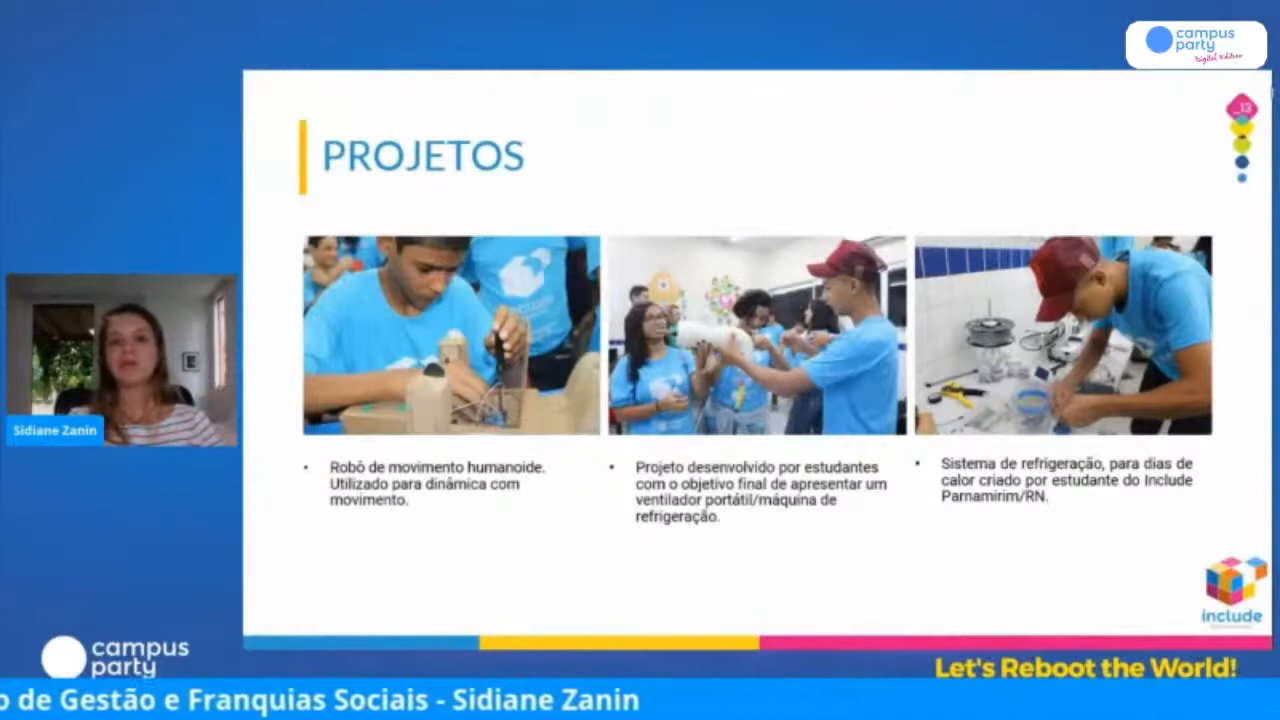 campus
party
Digital Edition
_13
PROJETOS
include
Sidiane Zanin
• Robô de movimento humanoide.
Utilizado para dinâmica com
movimento.
• Projeto desenvolvido por estudantes
com o objetivo final de apresentar um
ventilador portátil/máquina de
refrigeração.
• Sistema de refrigeração, para dias de
calor criado por estudante do Include
Parnamirim/RN.
include
campus
party
Let's Reboot the World!
o de Gestão e Franquias Sociais - Sidiane Zanin